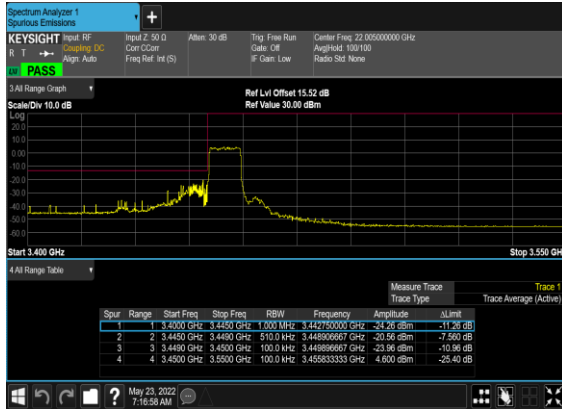 Spectrum Analyzer 1
Spurious Emissions
+
KEYSIGHT Input: RF Input Z: 50 Ω Atten: 30 dB Trig: Free Run Center Freq: 22.005000000 GHz
R T Coupling: DC Corr CCorr Gate: Off Avg|Hold: 100/100
Align: Auto Freq Ref: Int (S) IF Gain: Low Radio Std: None
PASS
3 All Range Graph
Ref Lvl Offset 15.52 dB
Scale/Div 10.0 dB Ref Value 30.00 dBm
Log
20.0
10.0
0.00
-10.0
-20.0
-30.0
-40.0
-50.0
-60.0
Start 3.400 GHz Stop 3.550 GH
4 All Range Table
Measure Trace Trace 1
Trace Type Trace Average (Active)
Spur Range Start Freq Stop Freq RBW Frequency Amplitude ΔLimit
1 1 3.4000 GHz 3.4450 GHz 1.000 MHz 3.442750000 GHz -24.26 dBm -11.26 dB
2 2 3.4450 GHz 3.4490 GHz 510.0 kHz 3.448906667 GHz -20.56 dBm -7.560 dB
3 3 3.4490 GHz 3.4500 GHz 100.0 kHz 3.449896667 GHz -23.96 dBm -10.96 dB
4 4 3.4500 GHz 3.5500 GHz 100.0 kHz 3.455833333 GHz 4.600 dBm -25.40 dB
? May 23, 2022
7:16:58 AM